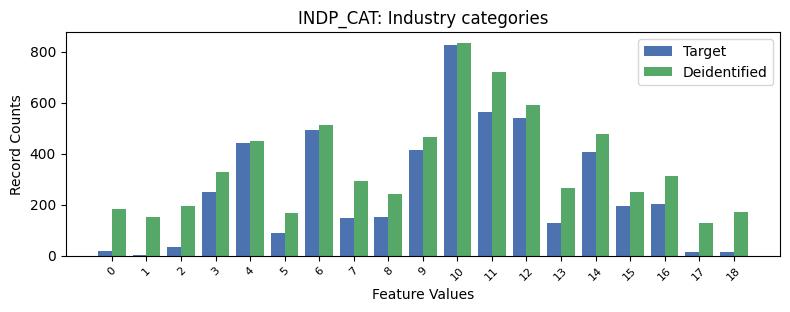 INDP_CAT: Industry categories
Target
Deidentified
Record Counts
800
600
400
200
0
0 1 2 3 4 5 6 7 8 9 10 11 12 13 14 15 16 17 18
Feature Values